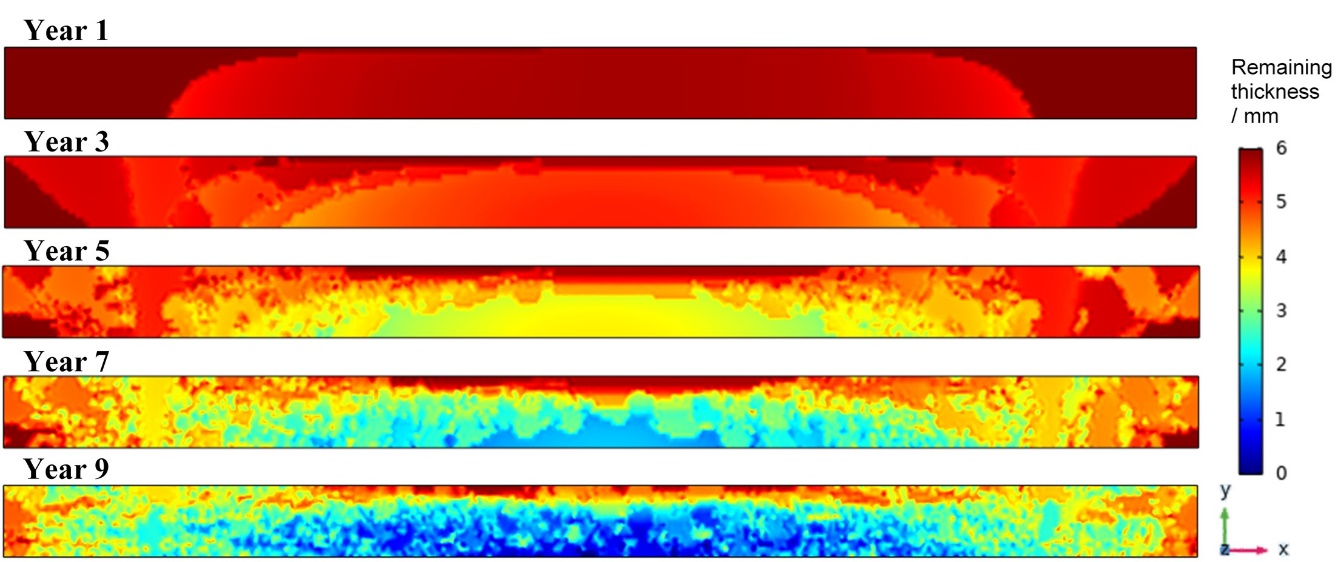 Year 1
Remaining
thickness
/ mm
Year 3
6
5
Year 5
4
3
Year 7
2
1
Year 9
0
y
z
x